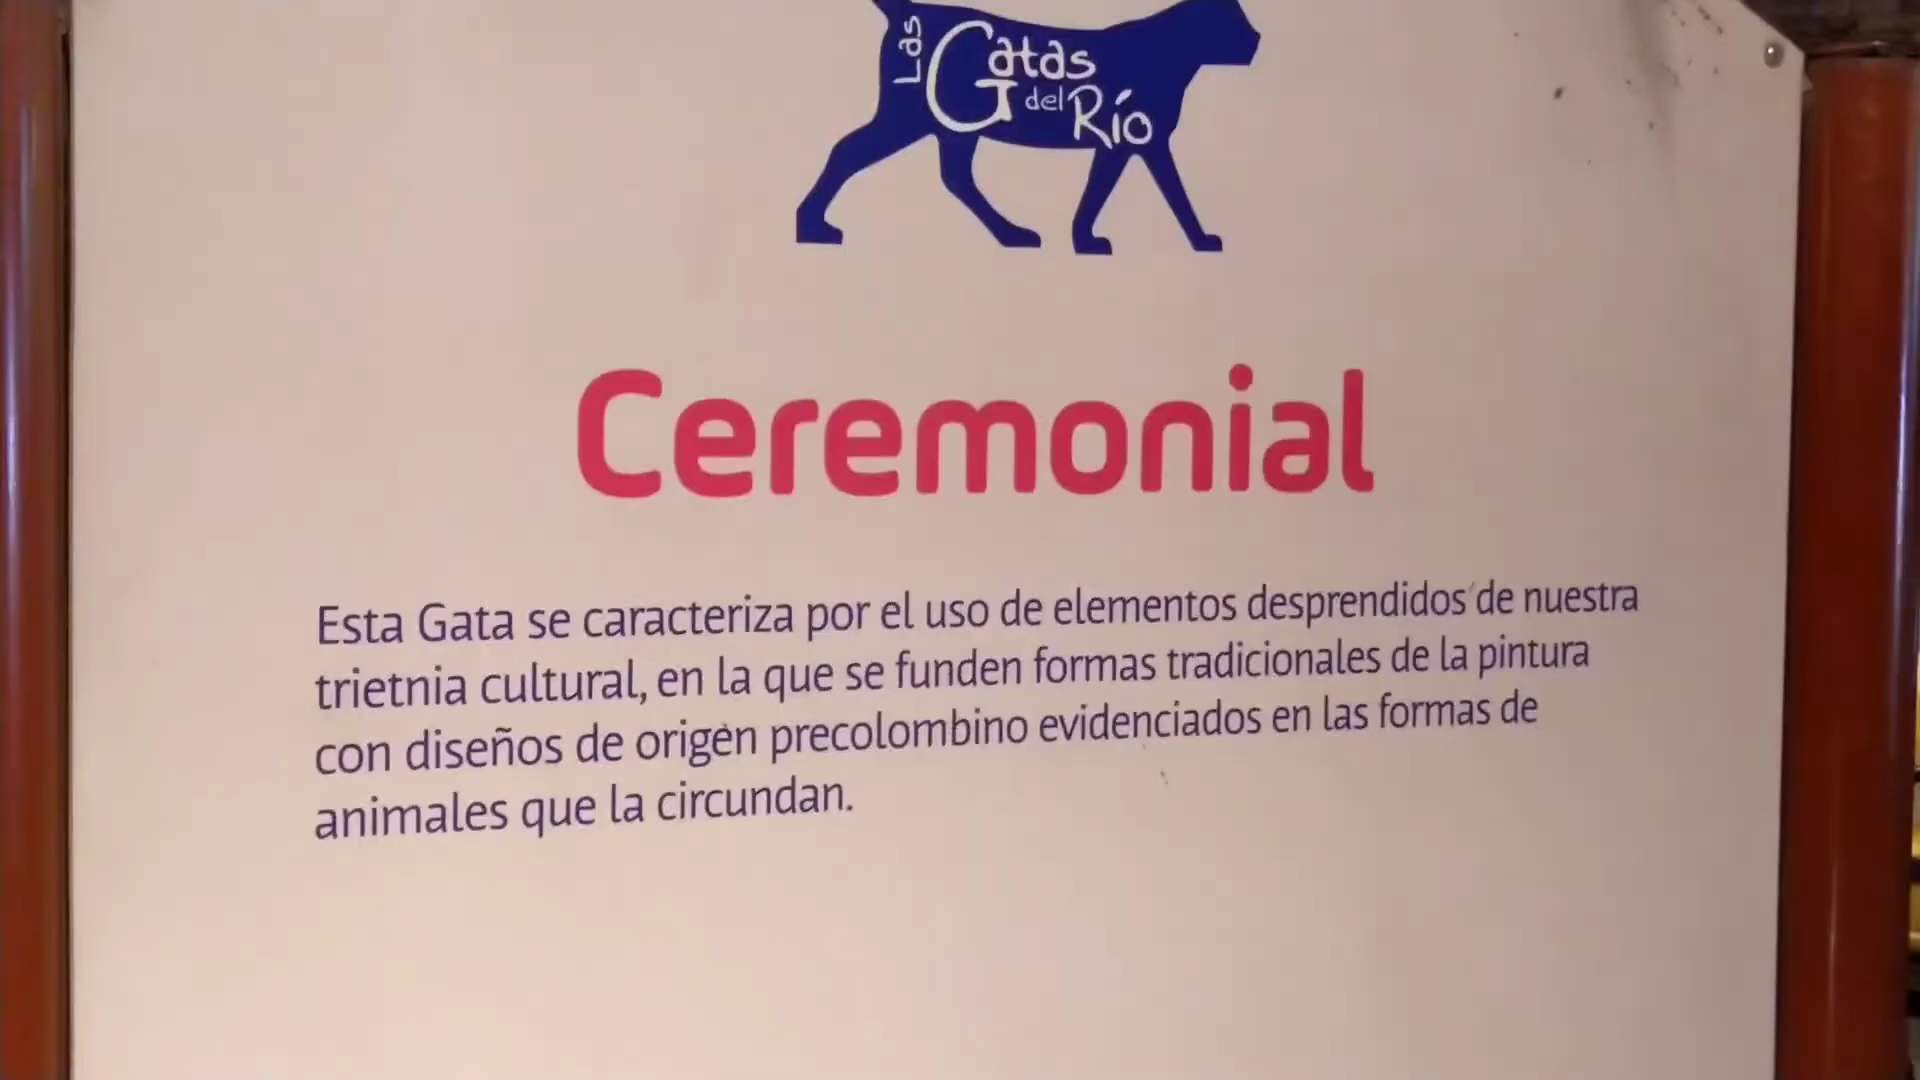 Las Gatas
del Río
Ceremonial
Esta Gata se caracteriza por el uso de elementos desprendidos de nuestra
trietnia cultural, en la que se funden formas tradicionales de la pintura
con diseños de origen precolombino evidenciados en las formas de
animales que la circundan.